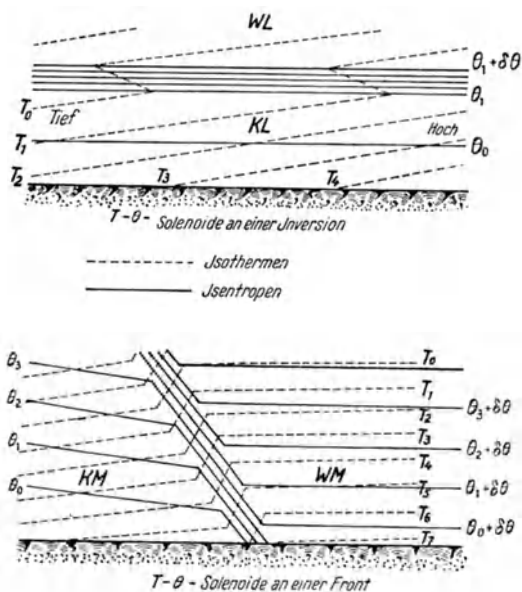 WL
θ₁ + δθ
θ₁
T₀ Tief
KL
Hoch
T₁
θ₀
T₂
T₃
T₄
T - θ - Solenoide an einer Jnversion
Jsothermen
Jsentropen
T₀
θ₃
T₁
θ₂
T₂
θ₃ + δθ
T₃
θ₁
θ₂ + δθ
T₄
KM
WM
T₅
θ₁ + δθ
θ₀
T₆
θ₀ + δθ
T₇
T - θ - Solenoide an einer Front